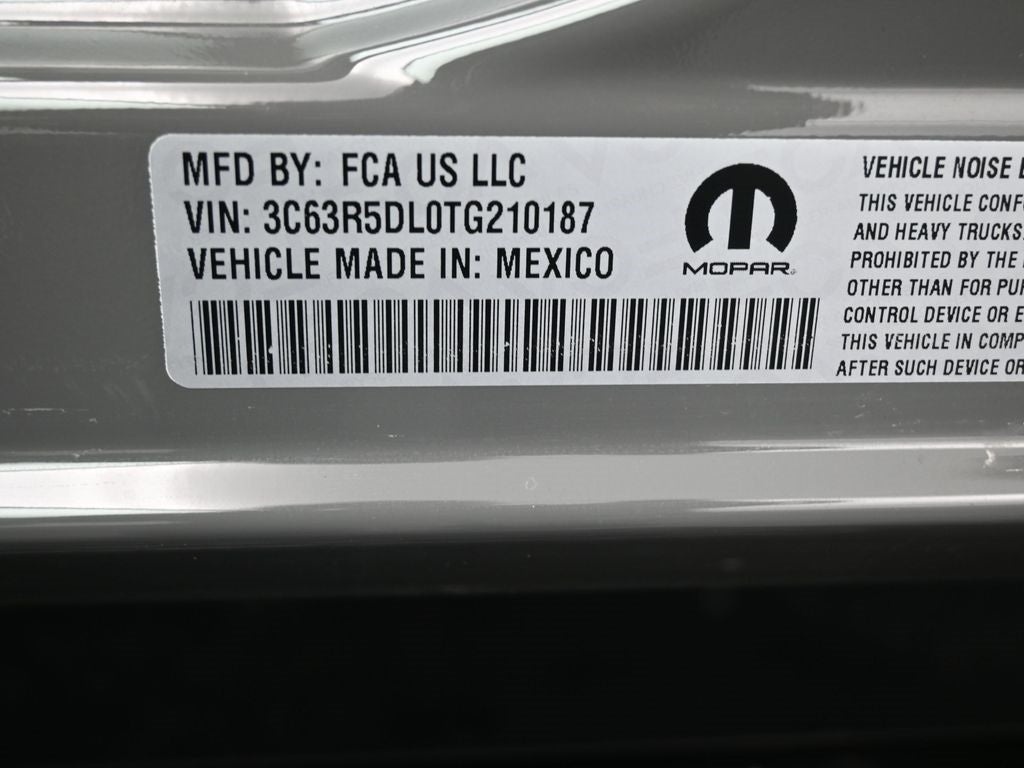 MFD BY: FCA US LLC
VIN: 3C63R5DL0TG210187
VEHICLE MADE IN: MEXICO
MOPAR
VEHICLE NOISE
THIS VEHICLE
AND HEAVY TRUCKS
PROHIBITED BY THE
OTHER THAN FOR
CONTROL DEVICE OR
THIS VEHICLE IN
AFTER SUCH DEVICE OR